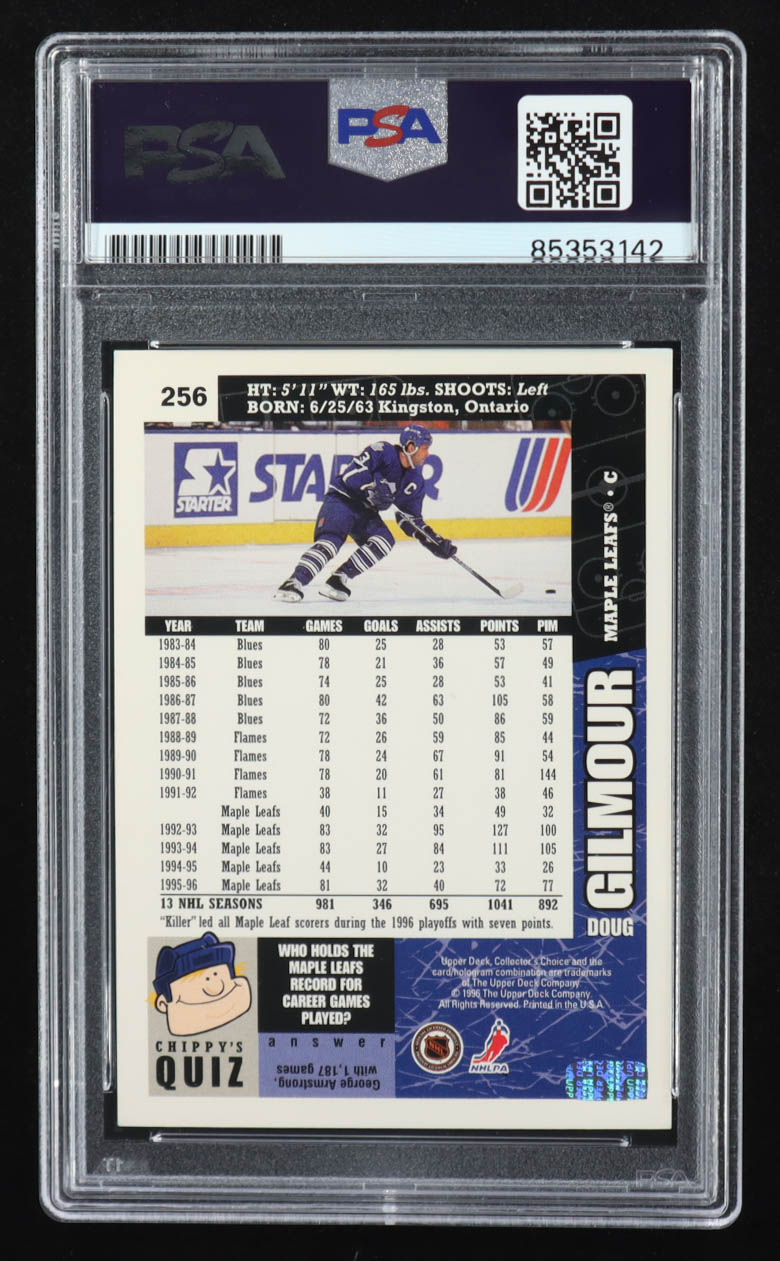 PSA
PSA
85353142
256
HT: 5'11" WT: 165 lbs. SHOOTS: Left
BORN: 6/25/63 Kingston, Ontario
STARTER
STAR
MAPLE LEAFS® • C
DOUG GILMOUR
YEAR TEAM GAMES GOALS ASSISTS POINTS PIM
1983-84 Blues 80 25 28 53 57
1984-85 Blues 78 21 36 57 49
1985-86 Blues 74 25 28 53 41
1986-87 Blues 80 42 63 105 58
1987-88 Blues 72 36 50 86 59
1988-89 Flames 72 26 59 85 44
1989-90 Flames 78 24 67 91 54
1990-91 Flames 78 20 61 81 144
1991-92 Flames 38 11 27 38 46
Maple Leafs 40 15 34 49 32
1992-93 Maple Leafs 83 32 95 127 100
1993-94 Maple Leafs 83 27 84 111 105
1994-95 Maple Leafs 44 10 23 33 26
1995-96 Maple Leafs 81 32 40 72 77
13 NHL SEASONS 981 346 695 1041 892
"Killer" led all Maple Leaf scorers during the 1996 playoffs with seven points.
CHIPPY'S
QUIZ
WHO HOLDS THE
MAPLE LEAFS
RECORD FOR
CAREER GAMES
PLAYED?
answer
George Armstrong,
with 1,187 games
Upper Deck, Collector's Choice and the
card/hologram combination are trademarks
of The Upper Deck Company.
© 1996 The Upper Deck Company.
All Rights Reserved. Printed in the U.S.A.
NHL
NHLPA
PSA